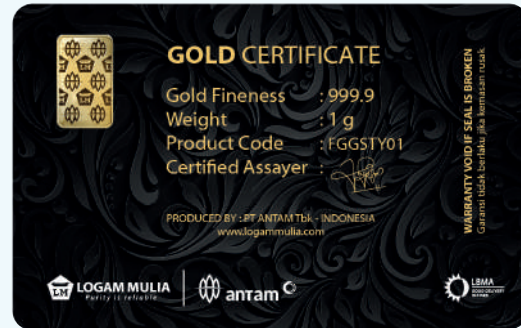 GOLD CERTIFICATE
Gold Fineness : 999.9
Weight : 1 g
Product Code : FGGSTY01
Certified Assayer :
PRODUCED BY : PT ANTAM Tbk - INDONESIA
www.logammulia.com
WARRANTY VOID IF SEAL IS BROKEN
Garansi tidak berlaku jika kemasan rusak
LM LOGAM MULIA
Purity is reliable
antam
LBMA